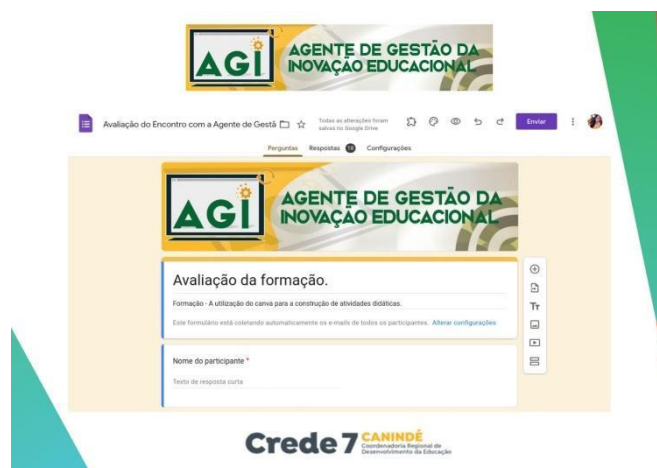 AGI
AGENTE DE GESTÃO DA
INOVAÇÃO EDUCACIONAL
Avaliação do Encontro com a Agente de Gestã
Todas as alterações foram
salvas no Google Drive
Enviar
Perguntas Respostas Configurações
AGI
AGENTE DE GESTÃO DA
INOVAÇÃO EDUCACIONAL
Avaliação da formação.
Formação - A utilização do canva para a construção de atividades didáticas.
Este formulário está coletando automaticamente os e-mails de todos os participantes. Alterar configurações
Tт
Nome do participante *
Texto de resposta curta
Crede 7 CANINDÉ
Coordenadoria Regional de
Desenvolvimento da Educação